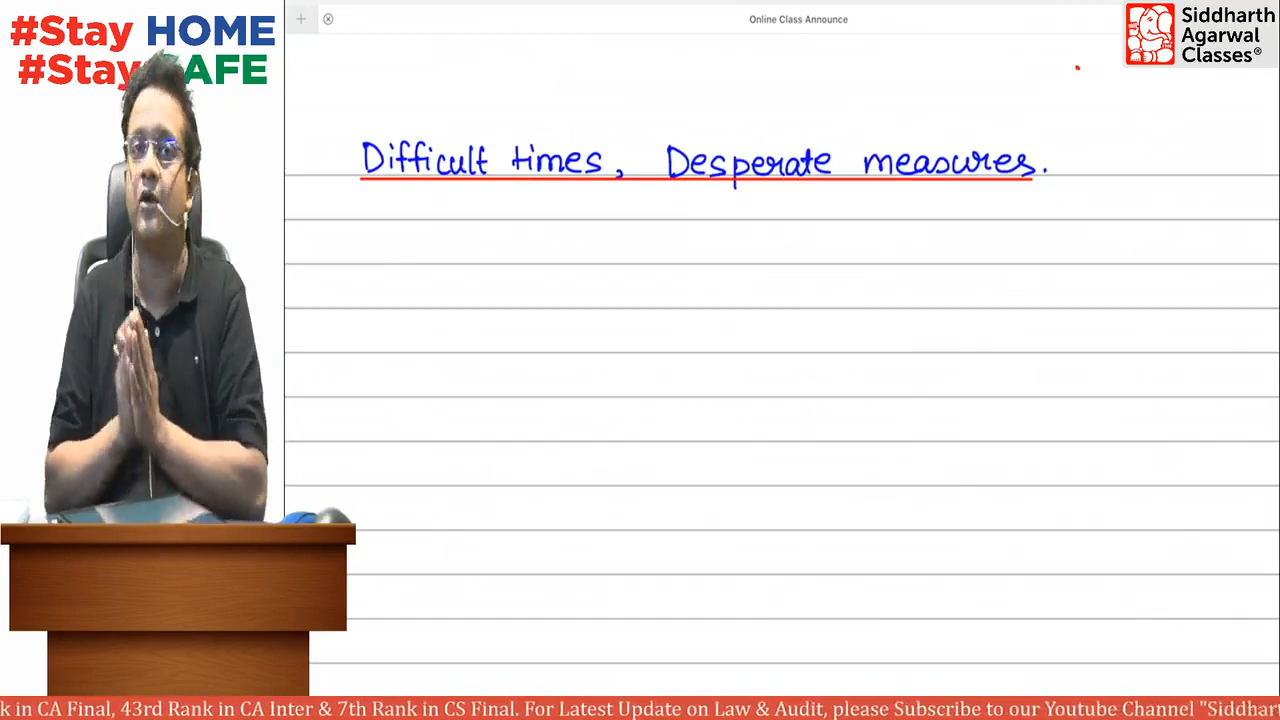 #Stay HOME
#Stay AFE
Online Class Announce
Siddharth
Agarwal
Classes®
Difficult times, Desperate measures.
k in CA Final, 43rd Rank in CA Inter & 7th Rank in CS Final. For Latest Update on Law & Audit, please Subscribe to our Youtube Channel "Siddhar